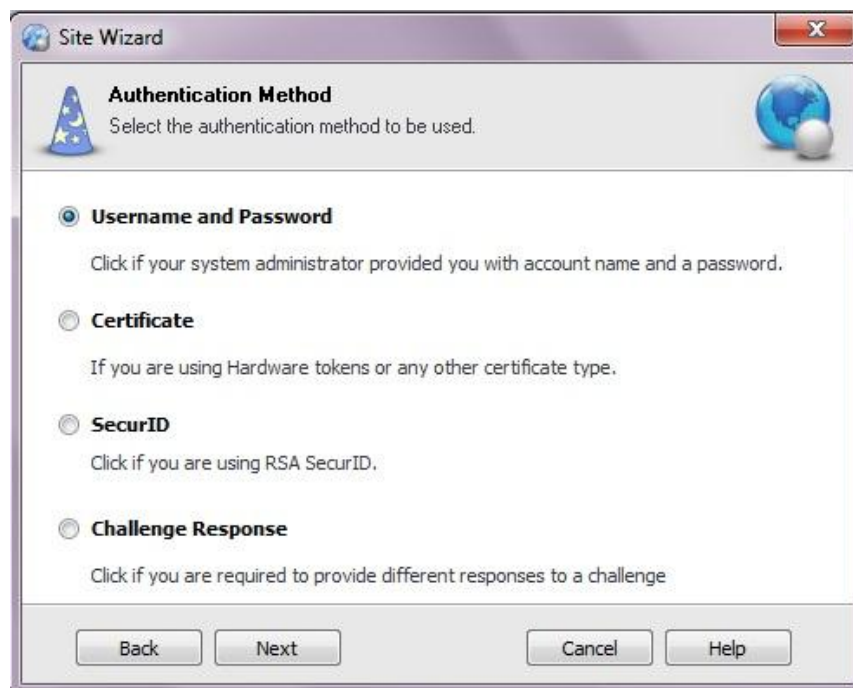 Site Wizard
Authentication Method
Select the authentication method to be used.
Username and Password
Click if your system administrator provided you with account name and a password.
Certificate
If you are using Hardware tokens or any other certificate type.
SecurID
Click if you are using RSA SecurID.
Challenge Response
Click if you are required to provide different responses to a challenge
Back Next Cancel Help